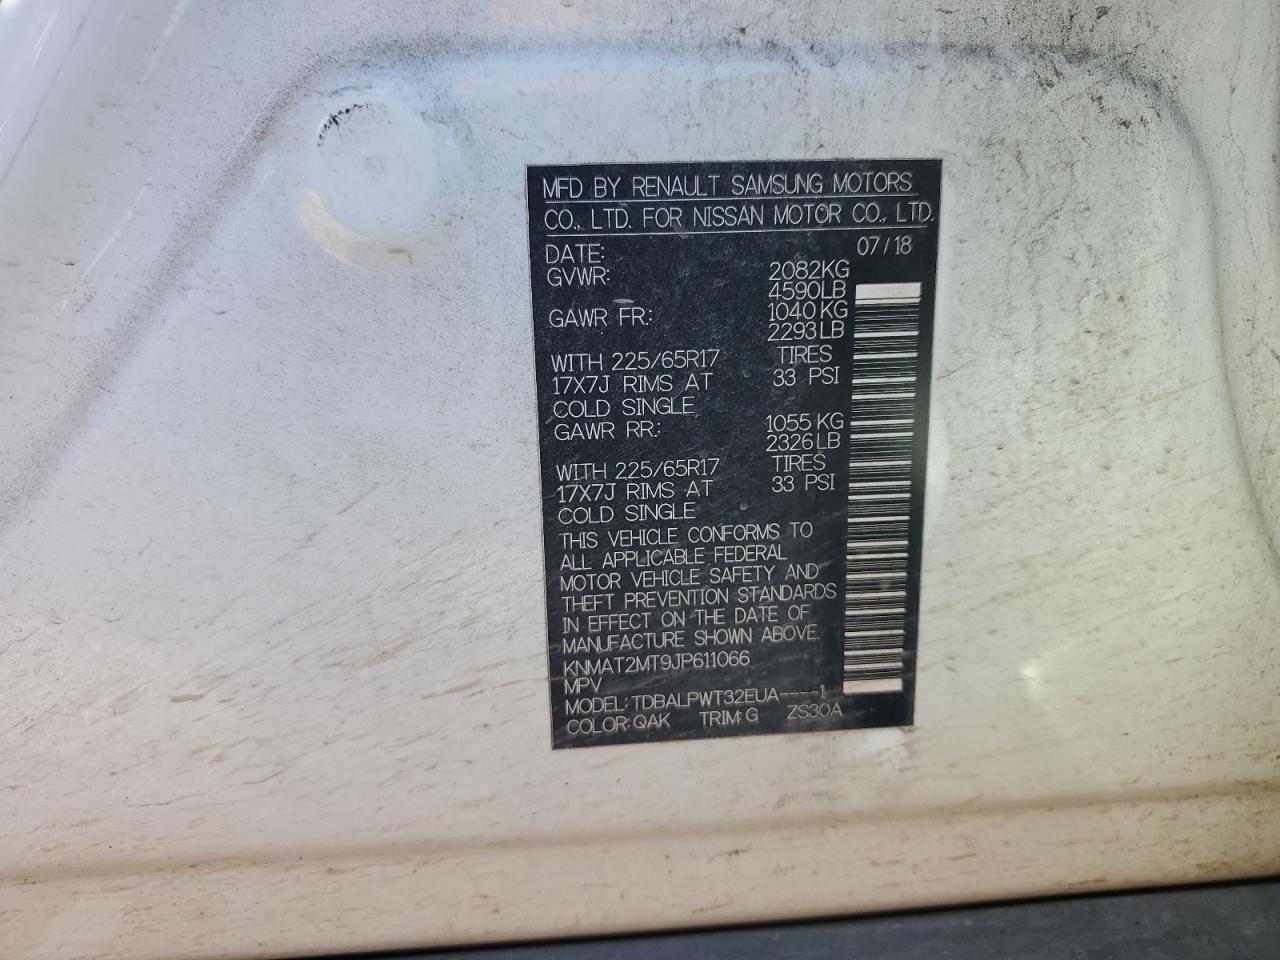 MFD BY RENAULT SAMSUNG MOTORS
CO., LTD. FOR NISSAN MOTOR CO., LTD.
DATE: 07/18
GVWR: 2082KG
4590LB
GAWR FR.: 1040KG
2293LB
WITH 225/65R17 TIRES
17X7J RIMS AT 33 PSI
COLD SINGLE
GAWR RR.: 1055KG
2326LB
WITH 225/65R17 TIRES
17X7J RIMS AT 33 PSI
COLD SINGLE
THIS VEHICLE CONFORMS TO
ALL APPLICABLE FEDERAL
MOTOR VEHICLE SAFETY AND
THEFT PREVENTION STANDARDS
IN EFFECT ON THE DATE OF
MANUFACTURE SHOWN ABOVE.
KNMAT2MT9JP611066
MPV
MODEL: TDBALPWT32EUA----1
COLOR: QAK TRIM: G ZS30A